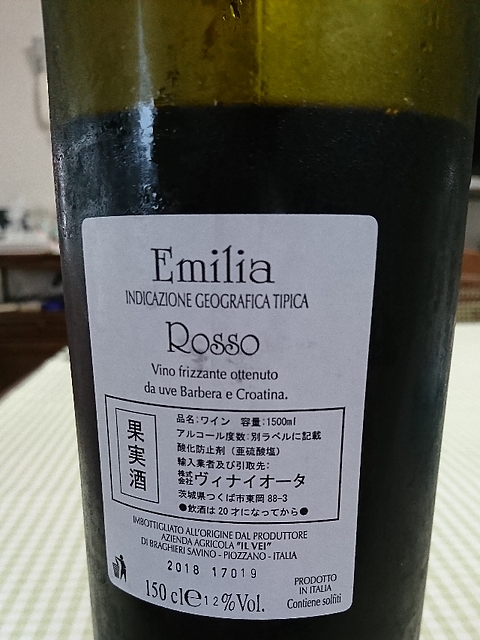 Emilia
INDICAZIONE GEOGRAFICA TIPICA
Rosso
Vino frizzante ottenuto
da uve Barbera e Croatina.
果実酒
品名:ワイン 容量:1500ml
アルコール度数:別ラベルに記載
酸化防止剤(亜硫酸塩)
輸入業者及び引取先:
株式会社ヴィナイオータ
茨城県つくば市東岡 88-3
●飲酒は20才になってから●
IMBOTTIGLIATO ALL'ORIGINE DAL PRODUTTORE
AZIENDA AGRICOLA "IL VEI"
DI BRAGHIERI SAVINO - PIOZZANO - ITALIA
2018 17019
150 cl e 12%Vol.
PRODOTTO
IN ITALIA
Contiene solfiti